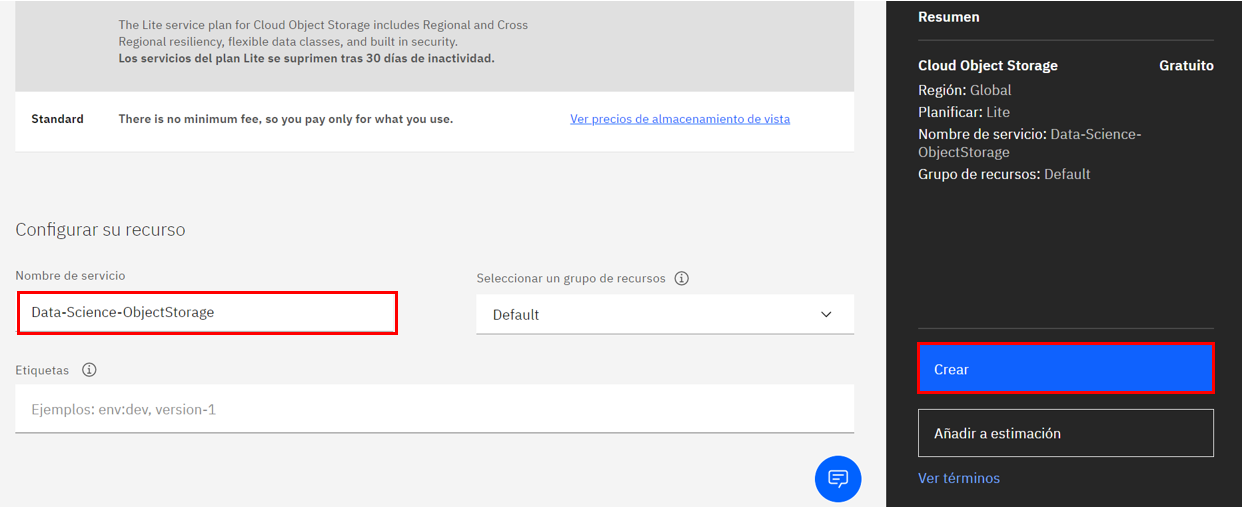 The Lite service plan for Cloud Object Storage includes Regional and Cross
Regional resiliency, flexible data classes, and built in security.
Los servicios del plan Lite se suprimen tras 30 días de inactividad.
Standard There is no minimum fee, so you pay only for what you use. Ver precios de almacenamiento de vista
Configurar su recurso
Nombre de servicio
Data-Science-ObjectStorage
Seleccionar un grupo de recursos
Default
Etiquetas
Ejemplos: env:dev, version-1
Resumen
Cloud Object Storage Gratuito
Región: Global
Planificar: Lite
Nombre de servicio: Data-Science-
ObjectStorage
Grupo de recursos: Default
Crear
Añadir a estimación
Ver términos